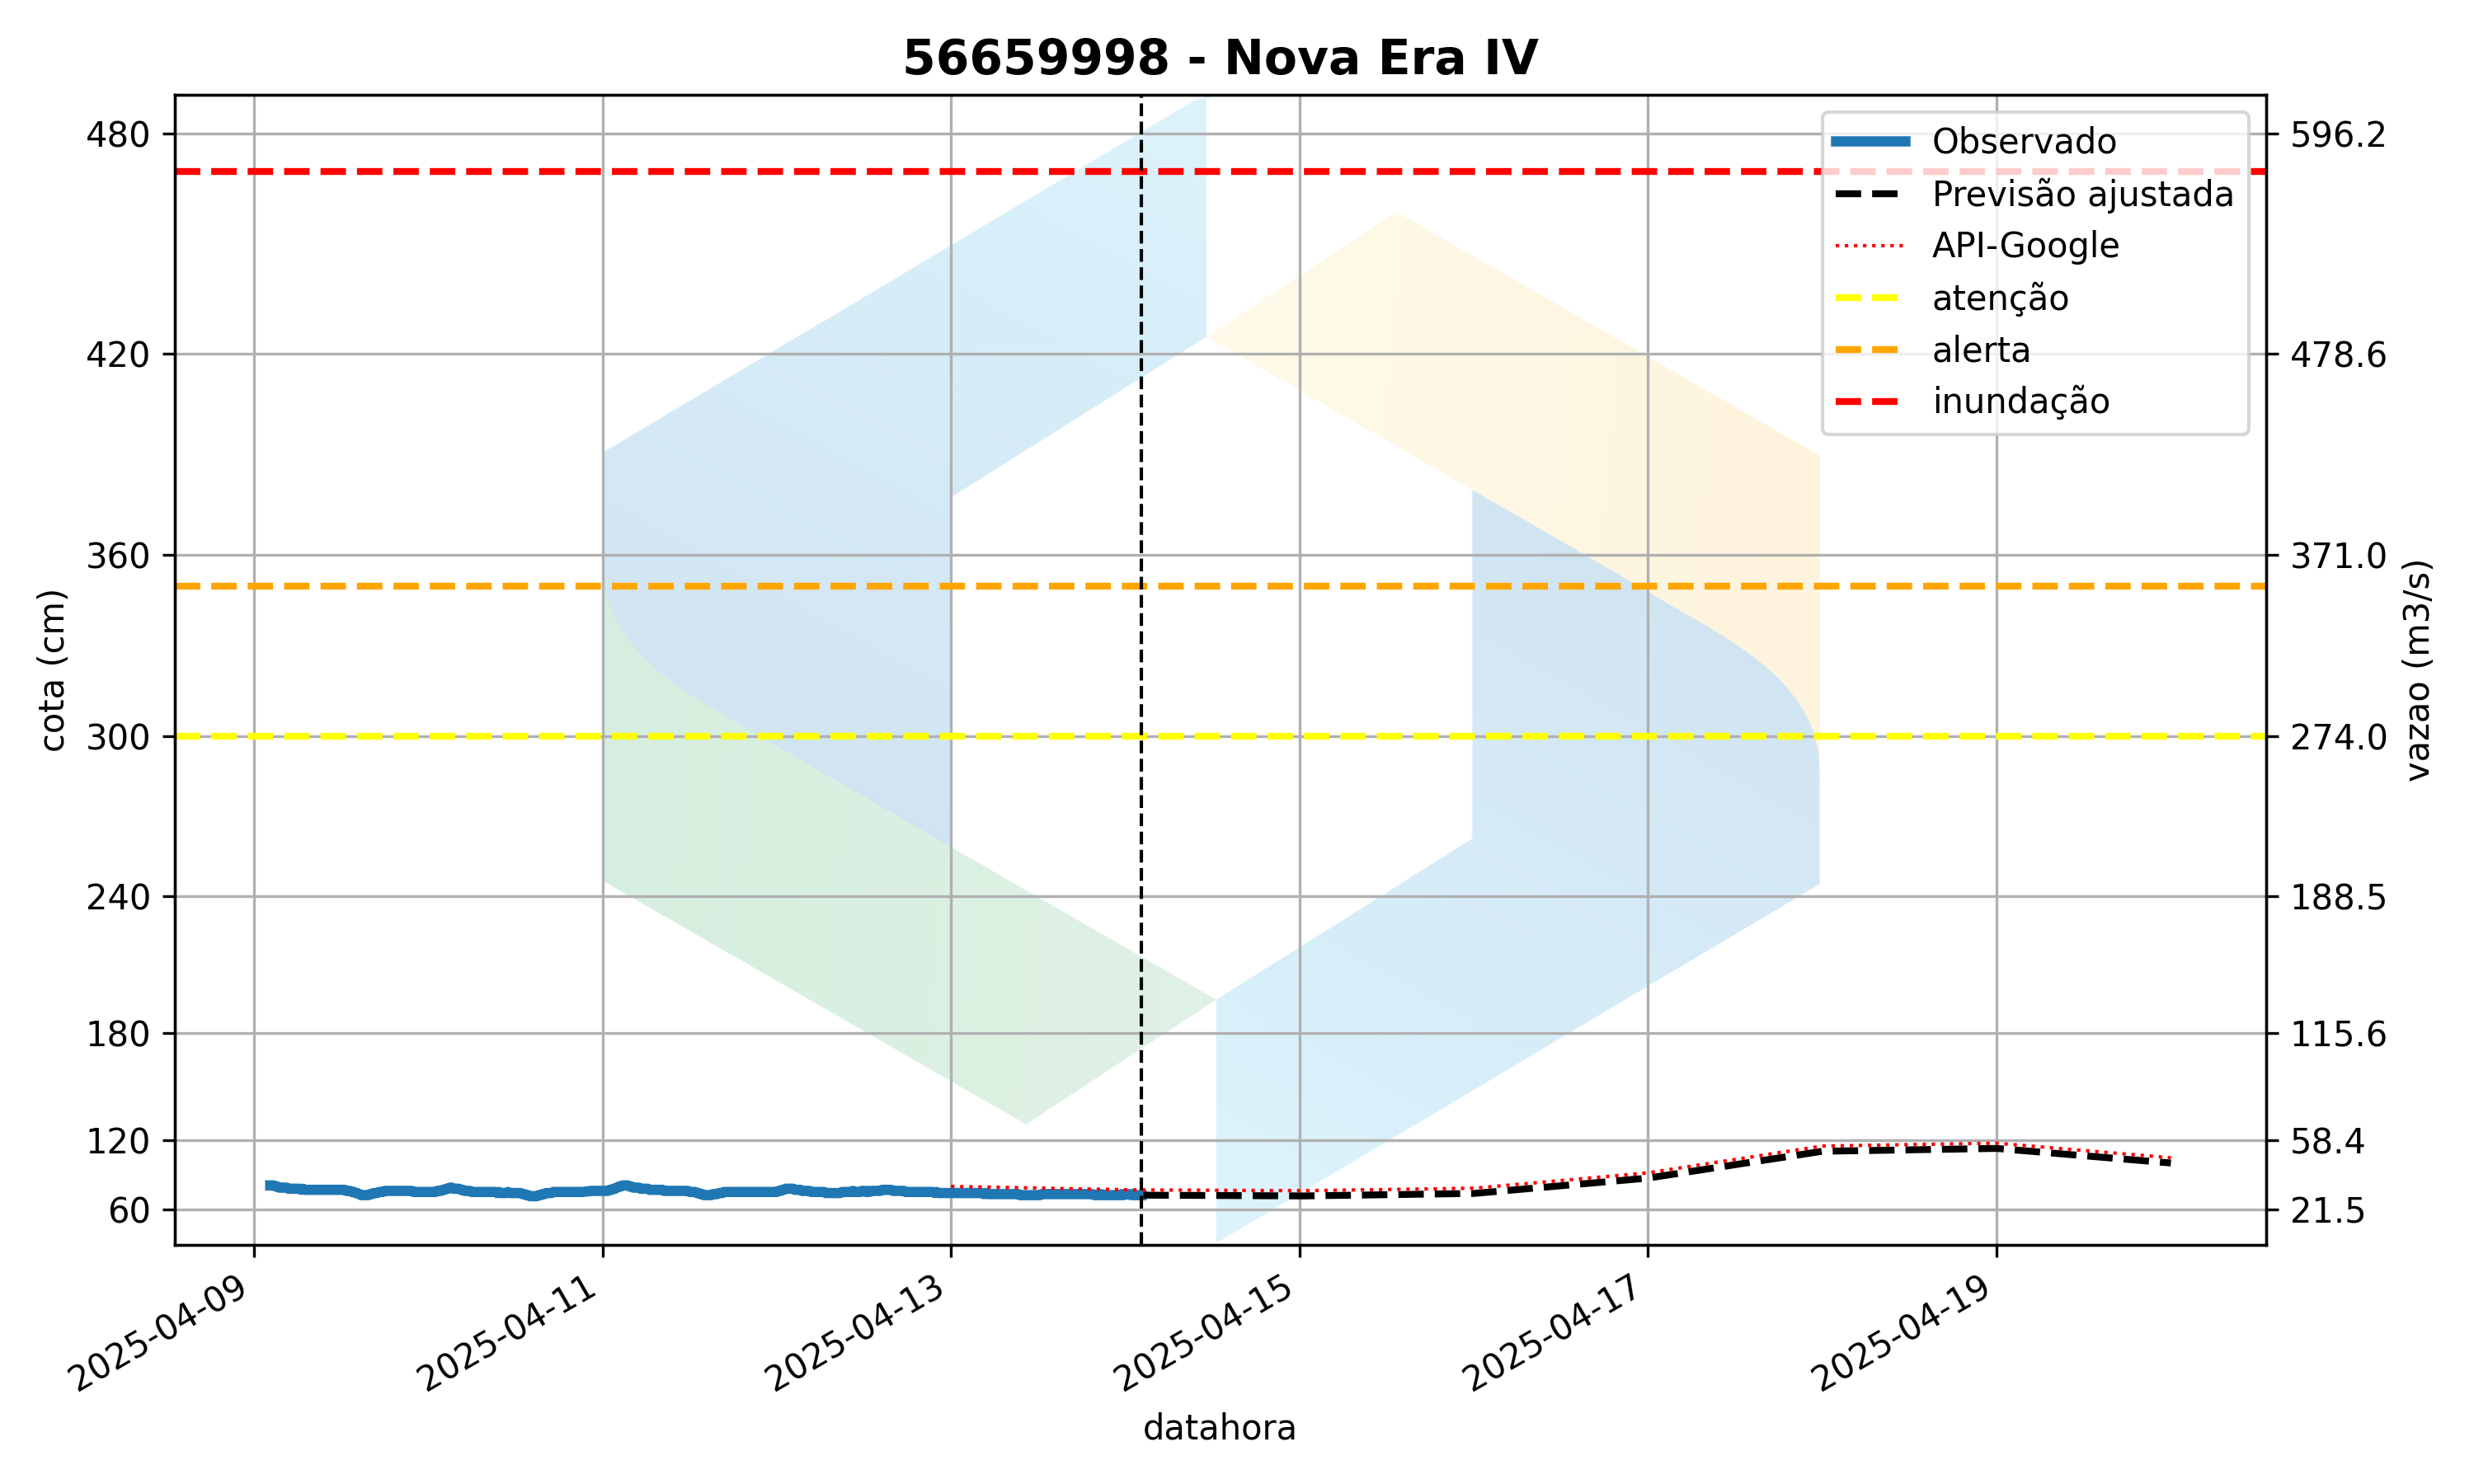 56659998 - Nova Era IV
480
420
360
300
240
180
120
60
cota (cm)
596.2
478.6
371.0
274.0
188.5
115.6
58.4
21.5
vazao (m3/s)
Observado
Previsão ajustada
API-Google
atenção
alerta
inundação
2025-04-09
2025-04-11
2025-04-13
2025-04-15
2025-04-17
2025-04-19
datahora